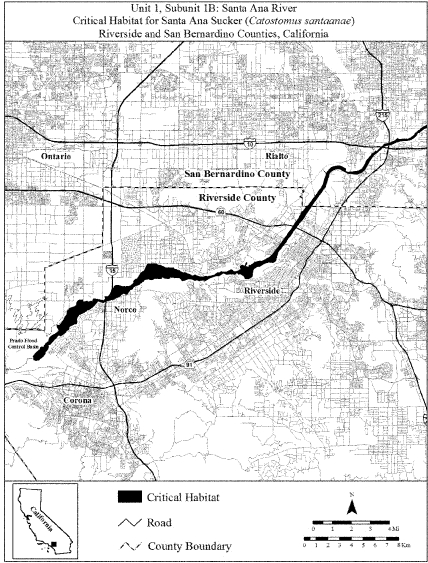 Unit 1, Subunit 1B: Santa Ana River
Critical Habitat for Santa Ana Sucker (Catostomus santaanae)
Riverside and San Bernardino Counties, California
215
10
Ontario
Rialto
San Bernardino County
Riverside County
60
15
Riverside
Norco
Prado Flood
Control Basin
91
Corona
California
Critical Habitat
Road
County Boundary
N
0 1 2 3 4 Mi
0 1 2 3 4 5 6 7 8 Km